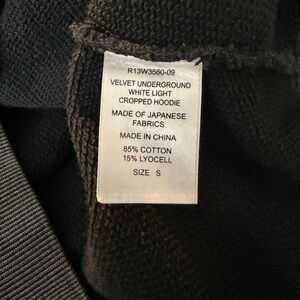 R13W3560-09
VELVET UNDERGROUND
WHITE LIGHT
CROPPED HOODIE
MADE OF JAPANESE
FABRICS
MADE IN CHINA
85% COTTON
15% LYOCELL
SIZE S